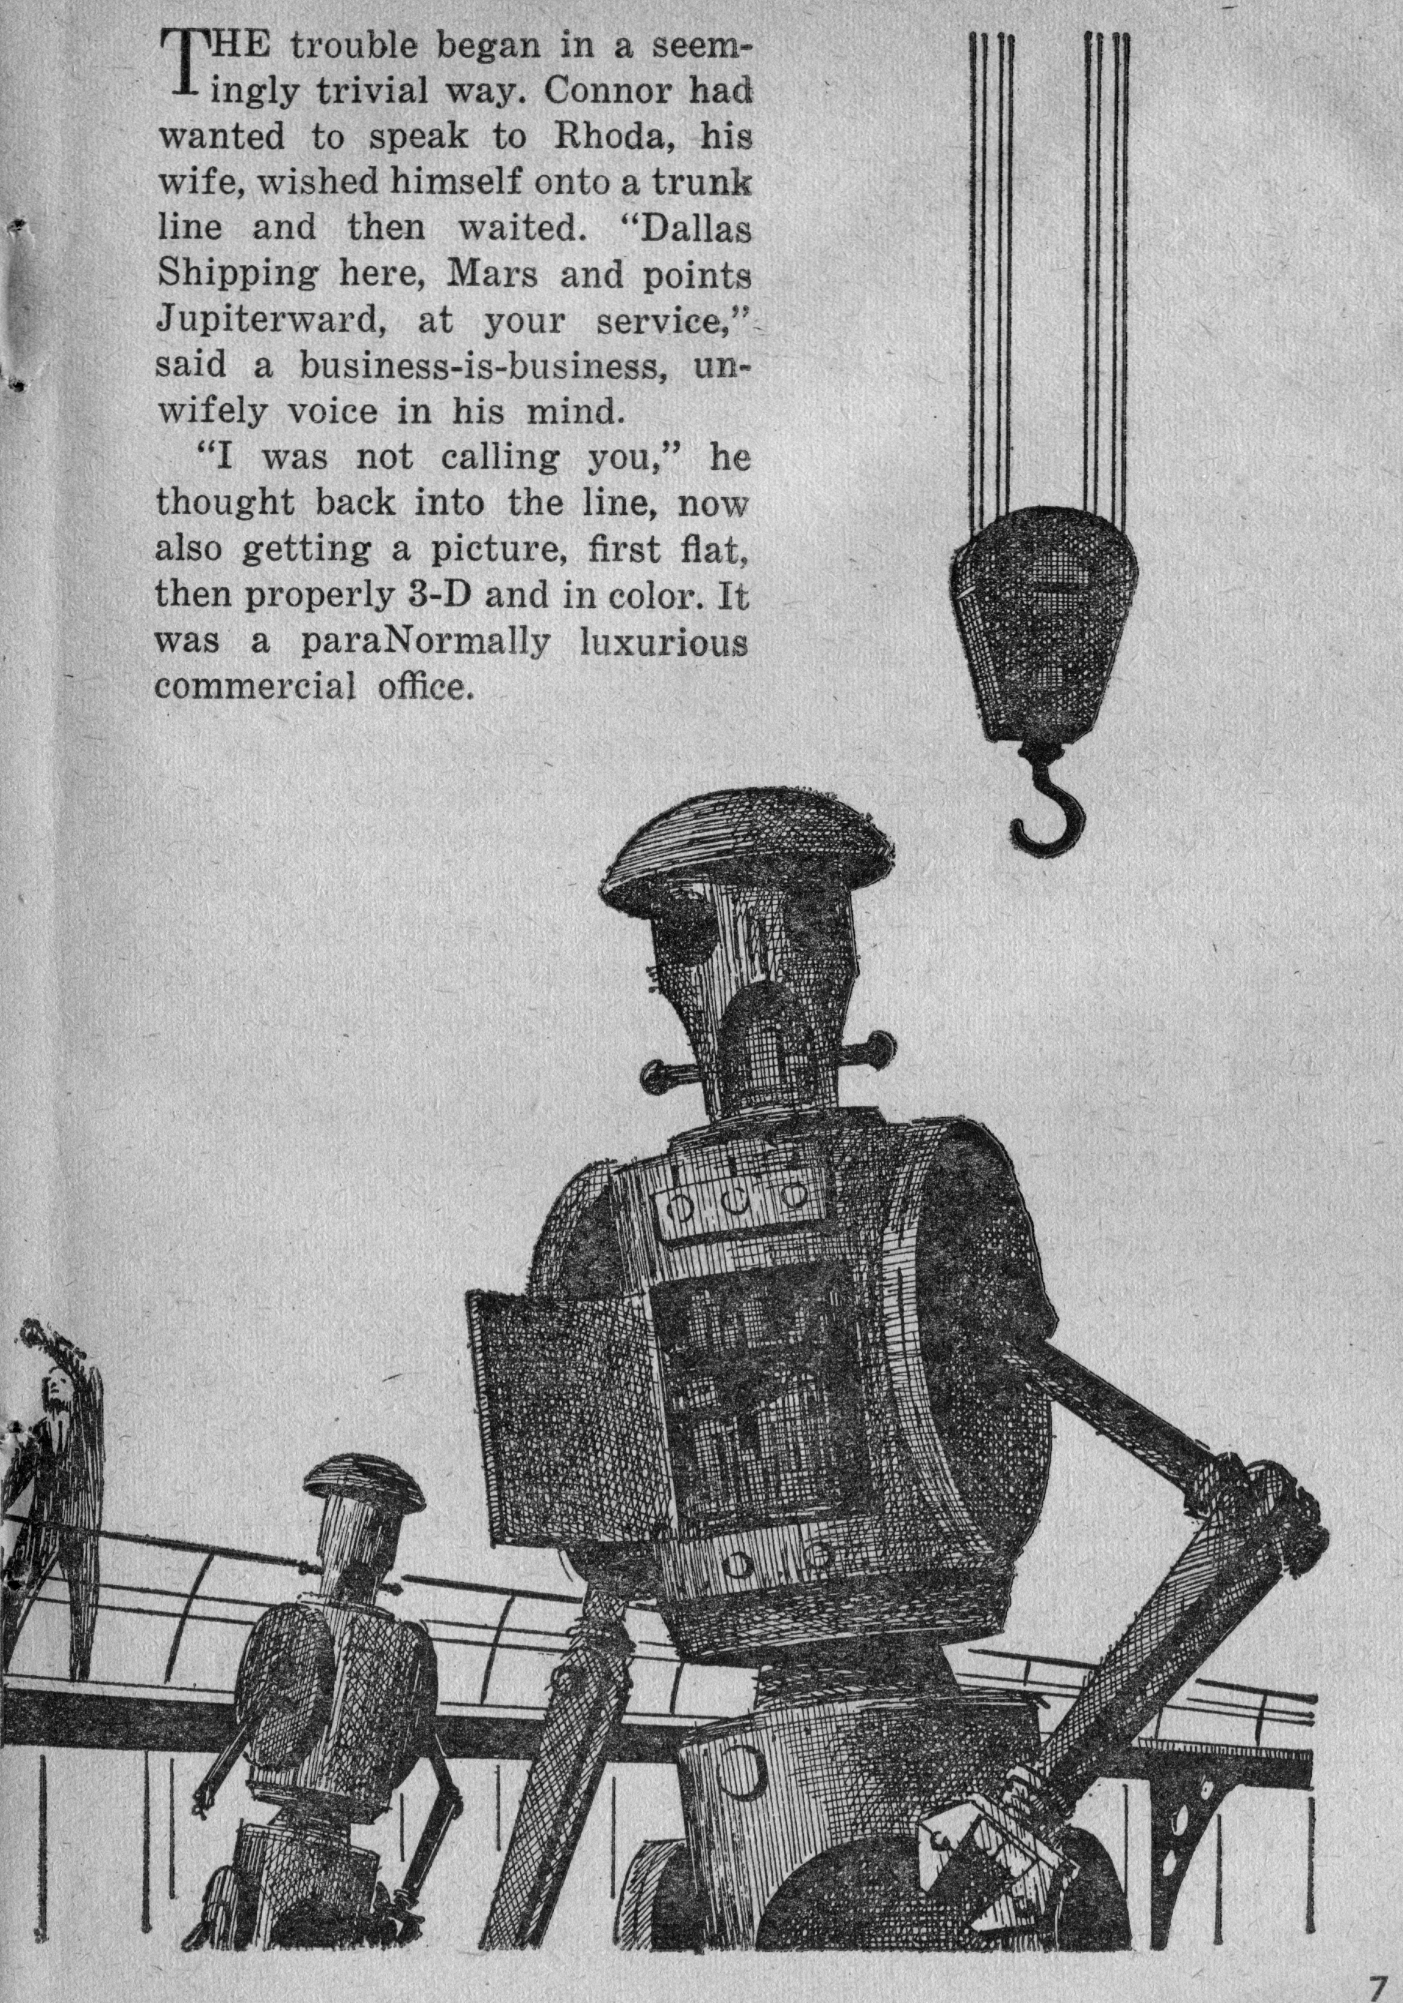 THE trouble began in a seem-
ingly trivial way. Connor had
wanted to speak to Rhoda, his
wife, wished himself onto a trunk
line and then waited. “Dallas
Shipping here, Mars and points
Jupiterward, at your service,”
said a business-is-business, un-
wifely voice in his mind.
“I was not calling you,” he
thought back into the line, now
also getting a picture, first flat,
then properly 3-D and in color. It
was a paraNormally luxurious
commercial office.
7